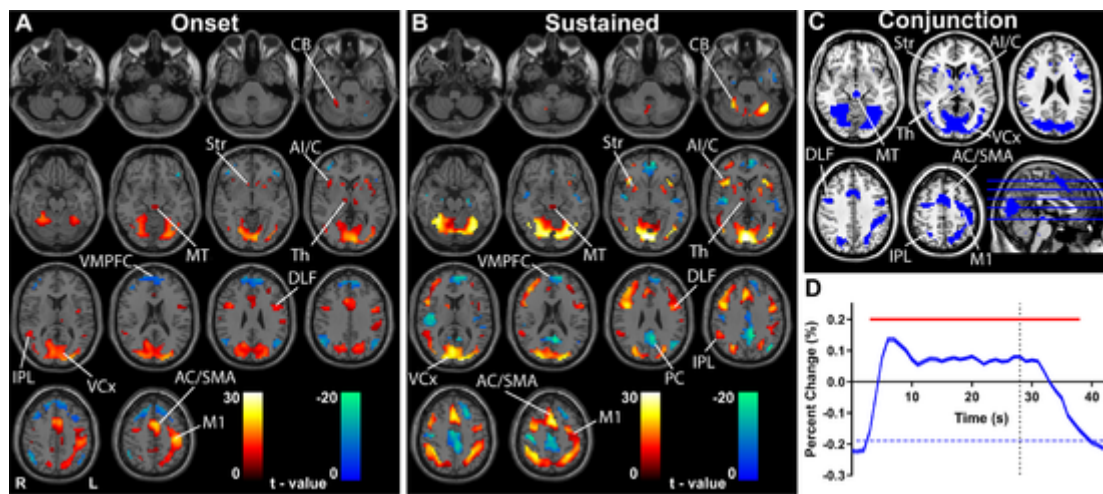 A Onset
CB
Str
AI/C
MT
Th
VMPFC
DLF
IPL
VCx
AC/SMA
M1
30
0
-20
0
t - value
R L
B Sustained
CB
Str
AI/C
MT
Th
VMPFC
DLF
VCx
PC
IPL
AC/SMA
M1
30
0
-20
0
t - value
C Conjunction
Str
AI/C
Th
MT
VCx
DLF
AC/SMA
IPL
M1
D
Percent Change (%)
0.2
0.1
0.0
-0.1
-0.2
-0.3
10 20 30 40
Time (s)